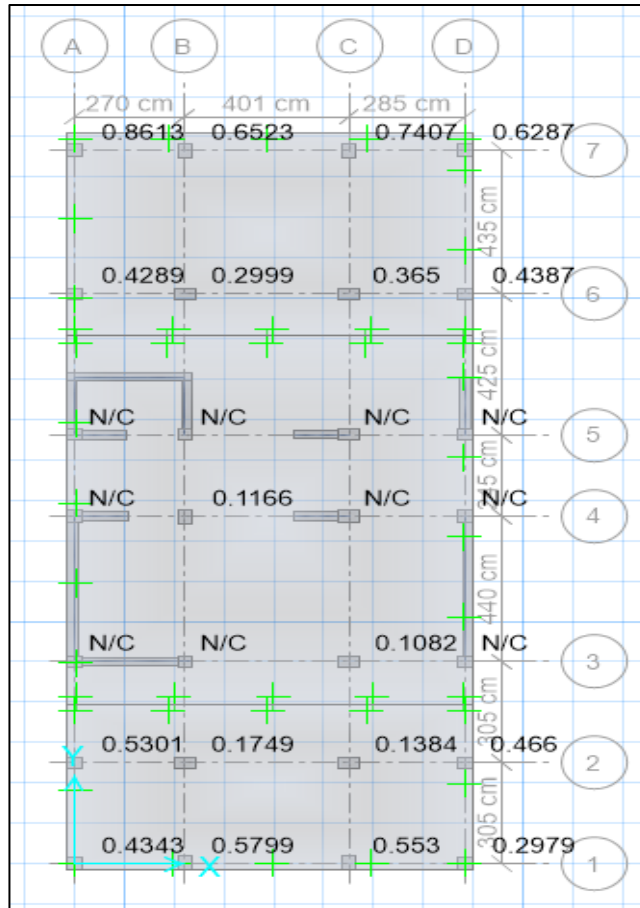 A B C D
270 cm 401 cm 285 cm
0.8613 0.6523 0.7407 0.6287 7
435 cm
0.4289 0.2999 0.365 0.4387 6
425 cm
N/C N/C N/C N/C 5
N/C 0.1166 N/C N/C 4
440 cm
N/C N/C 0.1082 N/C 3
305 cm
0.5301 0.1749 0.1384 0.466 2
Y
305 cm
0.4343 0.5799 0.553 0.2979 1
X